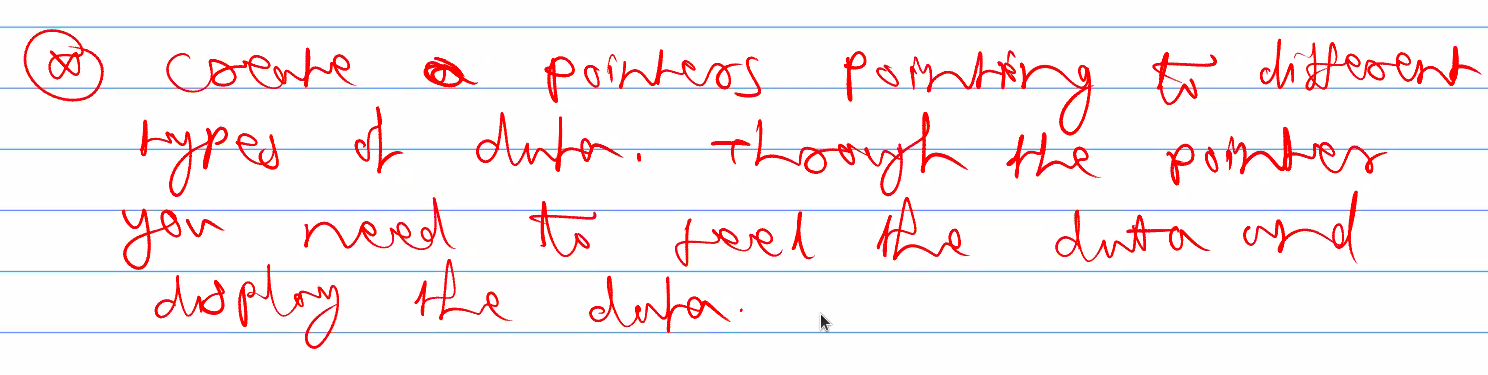 Create pointers pointing to different
types of data. Through the pointer
you need to feel the data and
display the data.